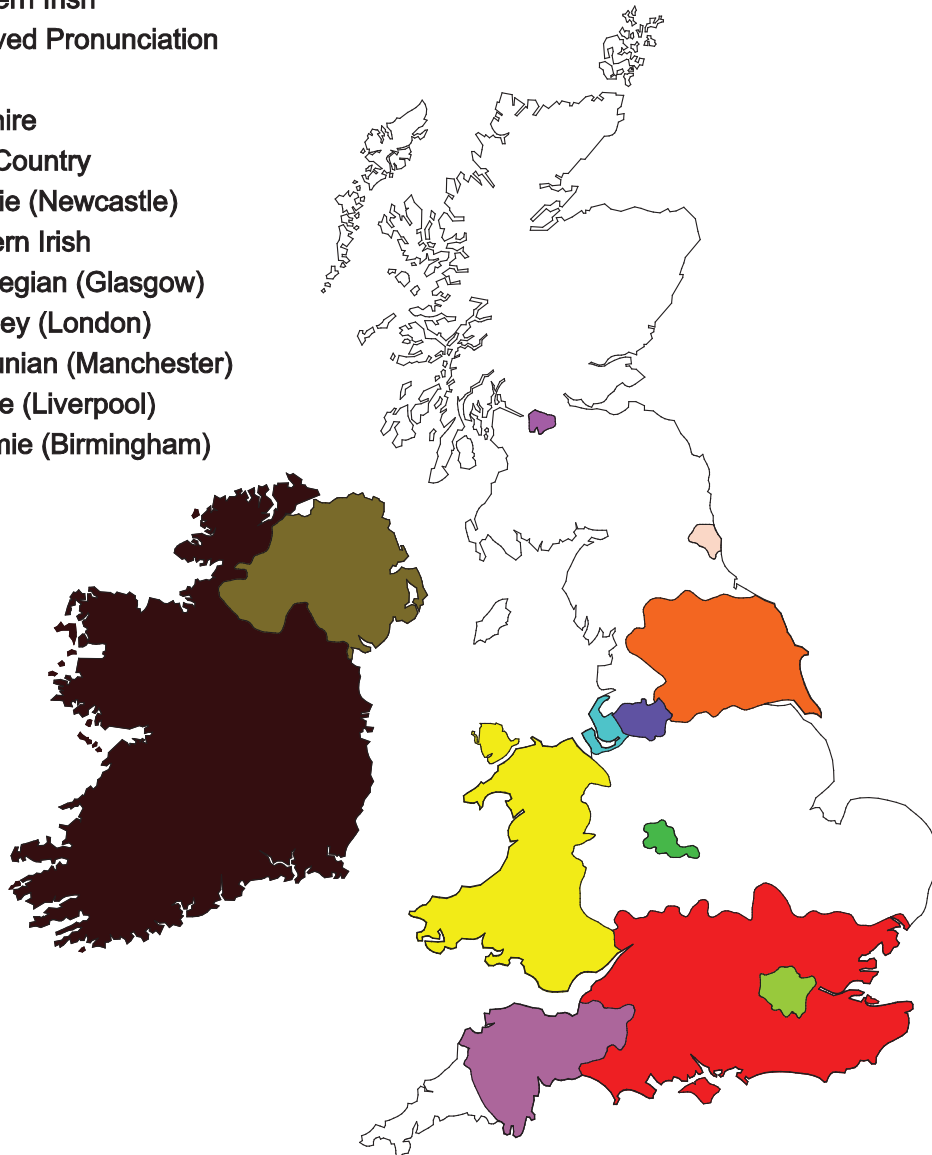 ern Irish
ved Pronunciation
hire
Country
ie (Newcastle)
ern Irish
egian (Glasgow)
ey (London)
unian (Manchester)
e (Liverpool)
mie (Birmingham)